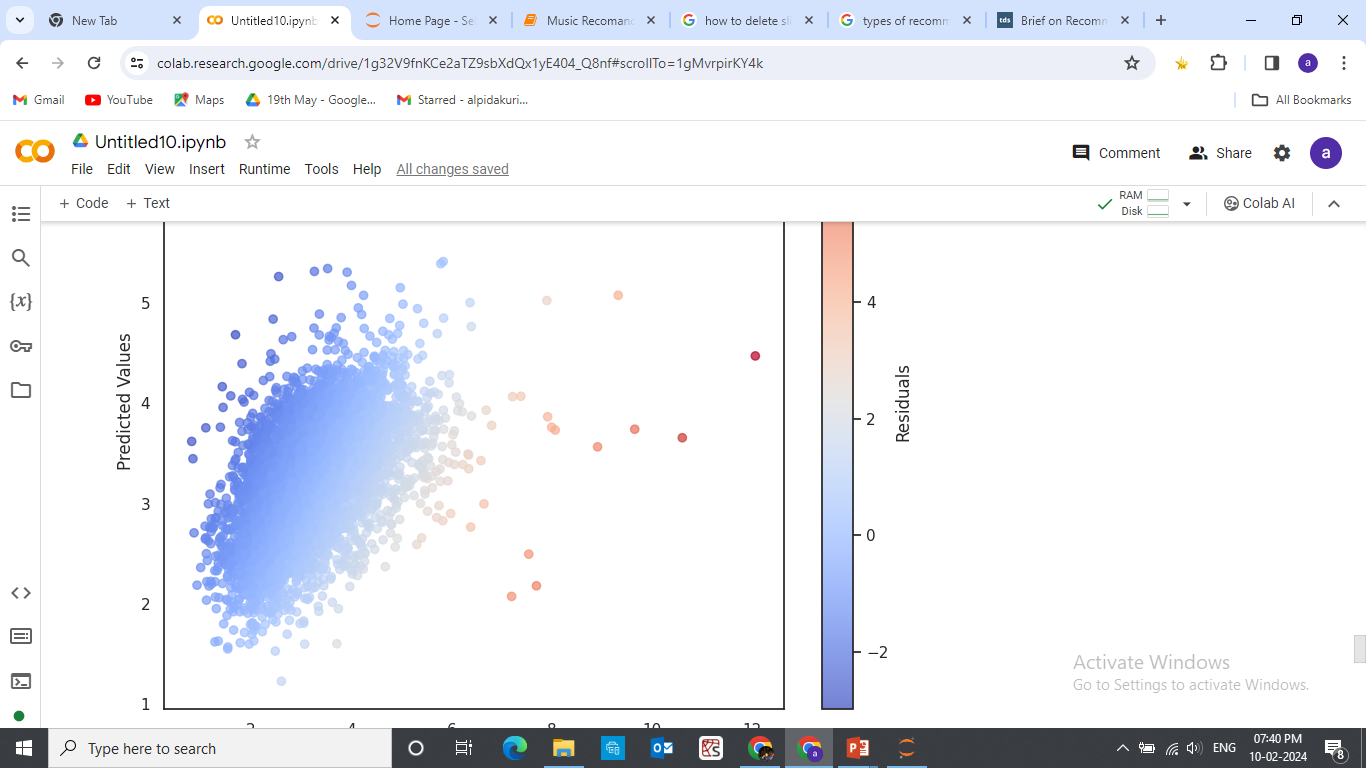 New Tab
Untitled10.ipynb
Home Page - Se
Music Recoman
how to delete sli
types of recomm
Brief on Recomm
colab.research.google.com/drive/1g32V9fnKCe2aTZ9sbXdQx1yE404_Q8nf#scrollTo=1gMvrpirKY4k
a
Gmail
YouTube
Maps
19th May - Google...
Starred - alpidakuri...
All Bookmarks
Untitled10.ipynb
File Edit View Insert Runtime Tools Help All changes saved
Comment
Share
a
+ Code + Text
RAM
Disk
Colab AI
{x}
Predicted Values
5
4
3
2
1
2 4 6 8 10 12
4
2
0
−2
Residuals
Activate Windows
Go to Settings to activate Windows.
Type here to search
ENG
07:40 PM
10-02-2024
8